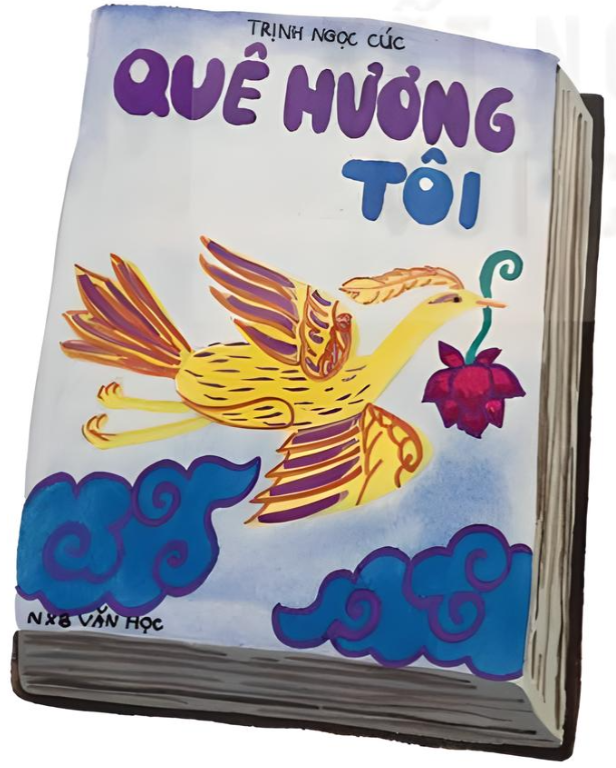 TRỊNH NGỌC CÚC
QUÊ HƯƠNG
TÔI
NXB VĂN HỌC